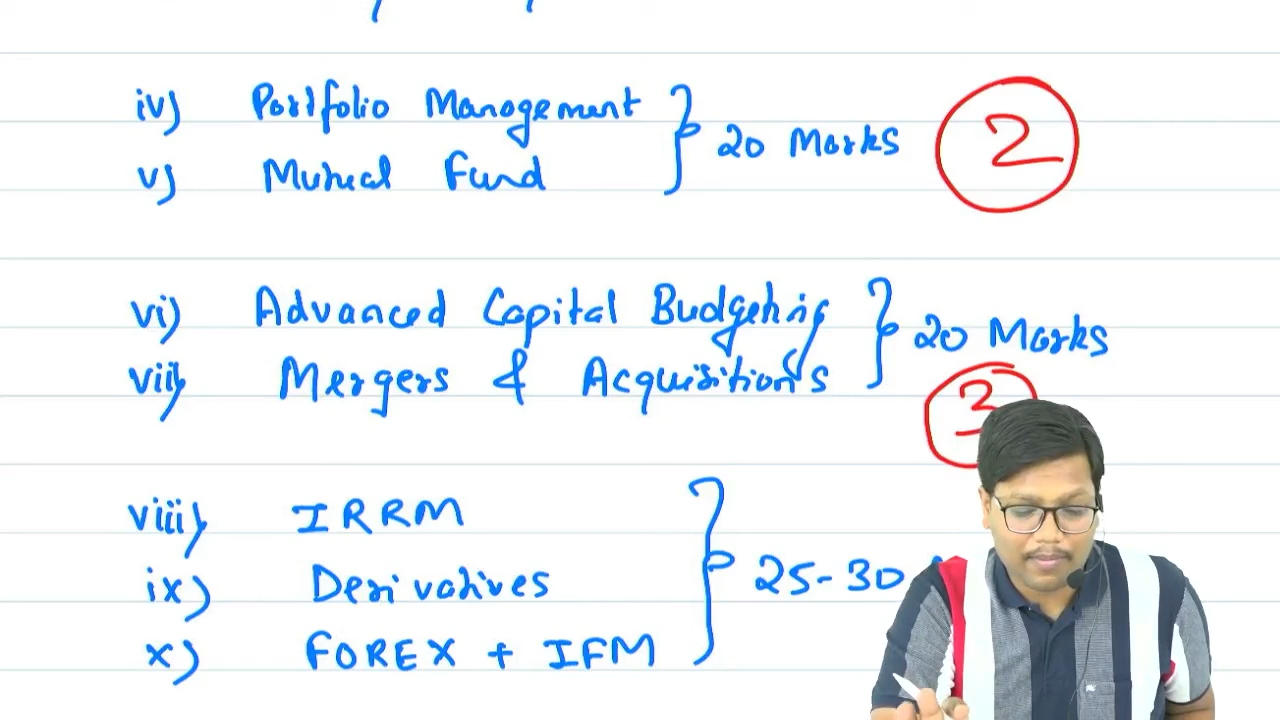 iv) Portfolio Management } 20 Marks 2
v) Mutual Fund
vi) Advanced Capital Budgeting } 20 Marks
vii) Mergers & Acquisitions 3
viii) IRRM
ix) Derivatives } 25-30
x) FOREX + IFM